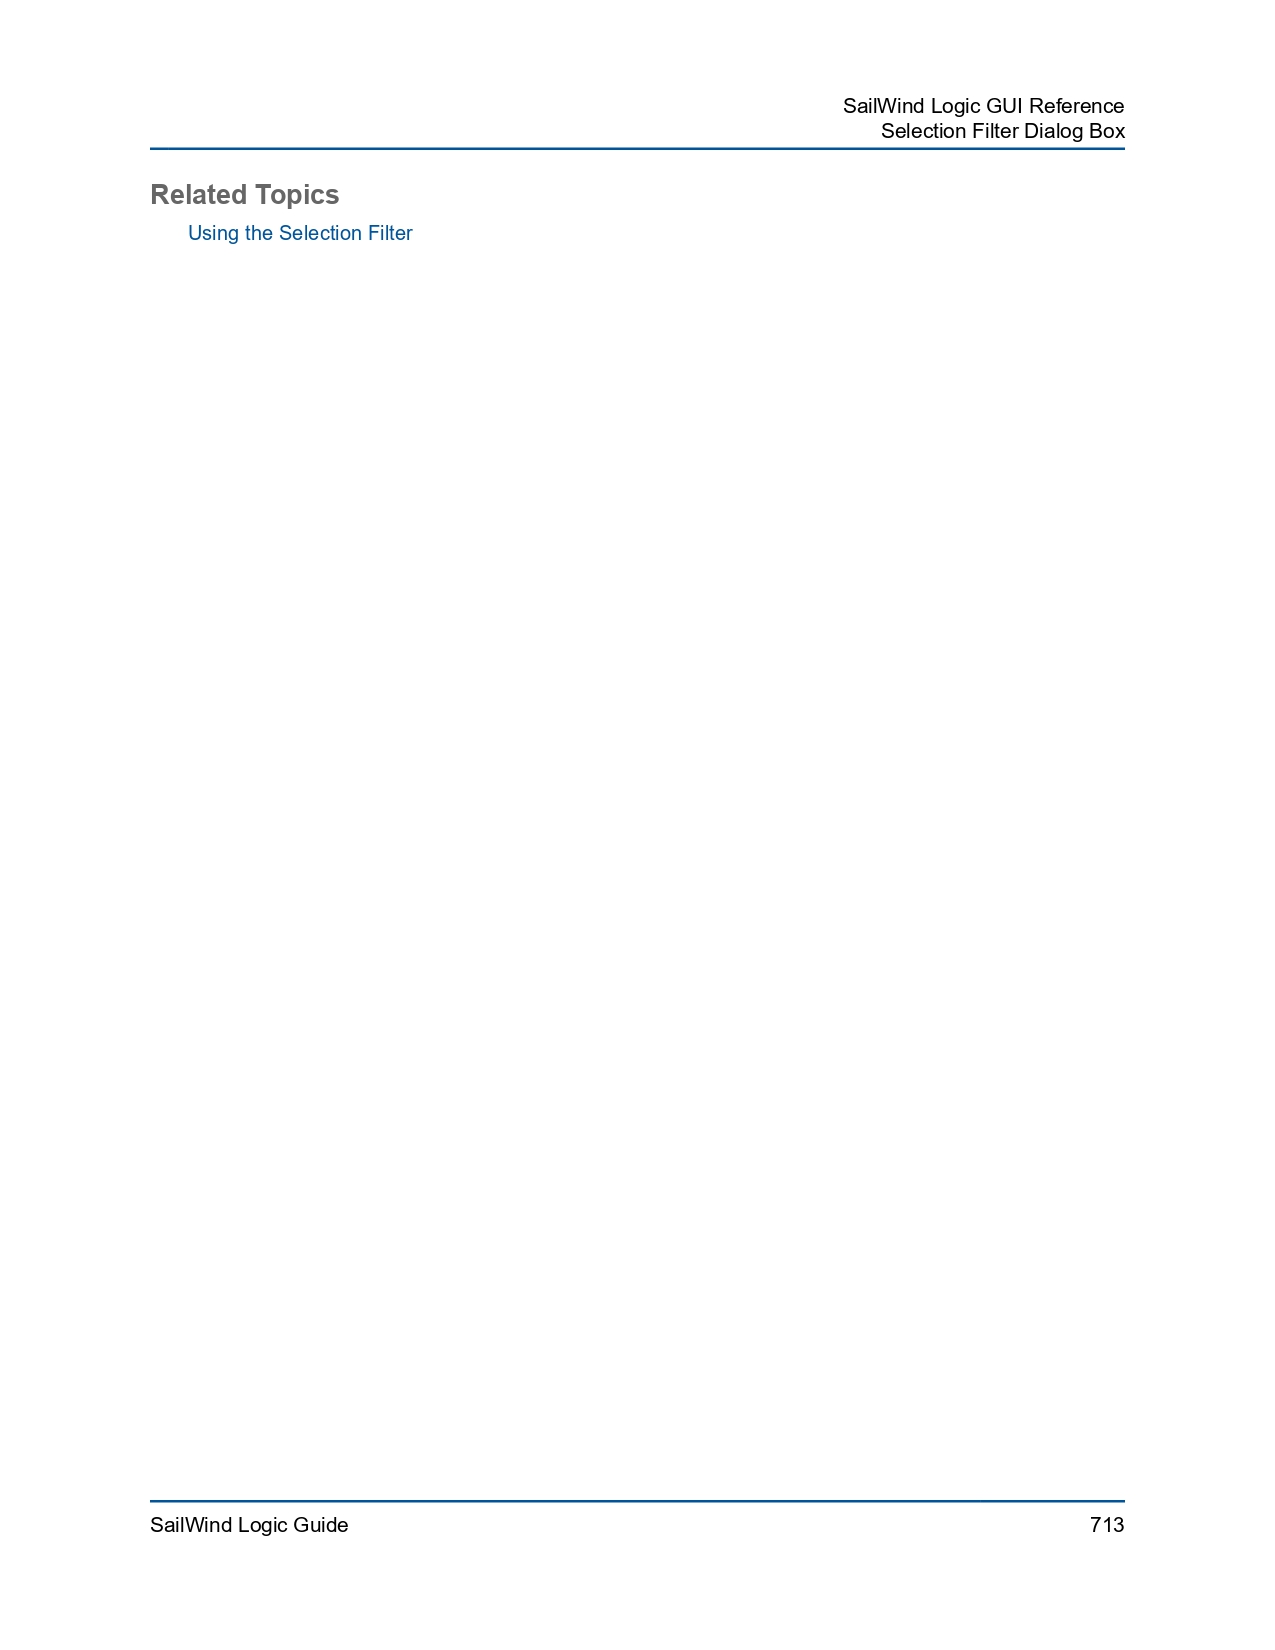 SailWind Logic GUI Reference
Selection Filter Dialog Box
Related Topics
Using the Selection Filter
SailWind Logic Guide 713